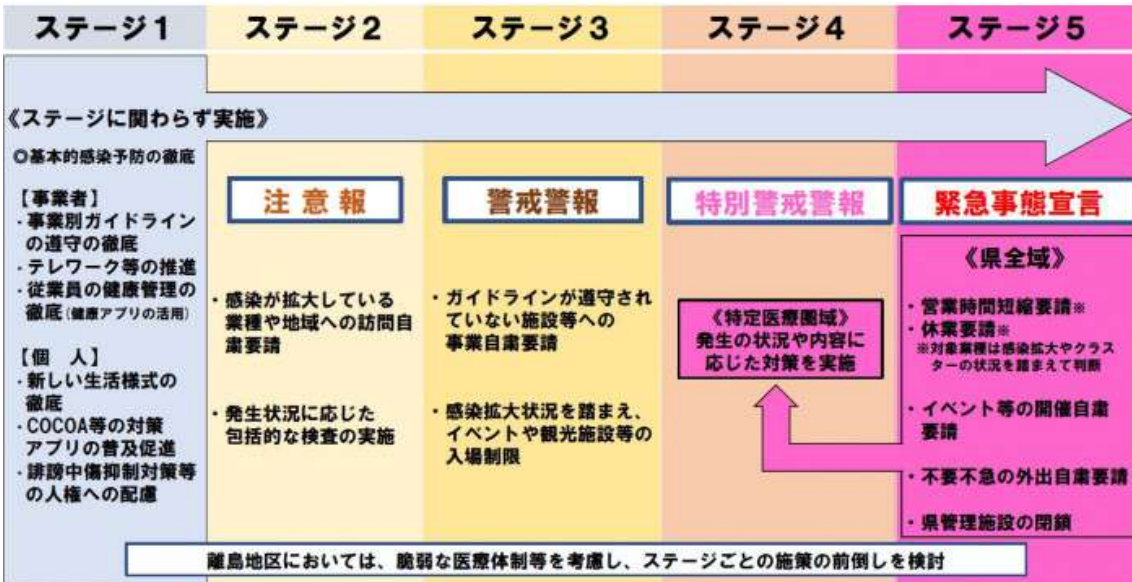 ステージ1
ステージ2
ステージ3
ステージ4
ステージ5
《ステージに関わらず実施》
◎基本的感染予防の徹底
【事業者】
・事業別ガイドライン
の遵守の徹底
・テレワーク等の推進
・従業員の健康管理の
徹底(健康アプリの活用)
【個 人】
・新しい生活様式の
徹底
・COCOA等の対策
アプリの普及促進
・誹謗中傷抑制対策等
の人権への配慮
注意報
・感染が拡大している
業種や地域への訪問自
粛要請
・発生状況に応じた
包括的な検査の実施
警戒警報
・ガイドラインが遵守され
ていない施設等への
事業自粛要請
・感染拡大状況を踏まえ、
イベントや観光施設等の
入場制限
特別警戒警報
《特定医療圏域》
発生の状況や内容に
応じた対策を実施
緊急事態宣言
《県全域》
・営業時間短縮要請※
・休業要請※
※対象業種は感染拡大やクラス
ターの状況を踏まえて判断
・イベント等の開催自粛
要請
・不要不急の外出自粛要請
・県管理施設の閉鎖
離島地区においては、脆弱な医療体制等を考慮し、ステージごとの施策の前倒しを検討